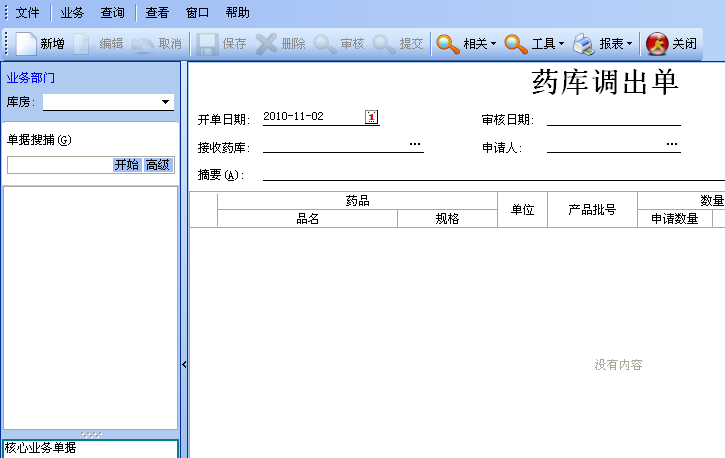 文件 业务 查询 查看 窗口 帮助
新增 编辑 取消 保存 删除 审核 提交 相关 工具 报表 关闭
业务部门
库房:
单据搜捕(G)
开始 高级
核心业务单据
药库调出单
开单日期: 2010-11-02 1 审核日期:
接收药库: ... 申请人: ...
摘要(A):
药品 单位 产品批号 数量
品名 规格 申请数量
没有内容